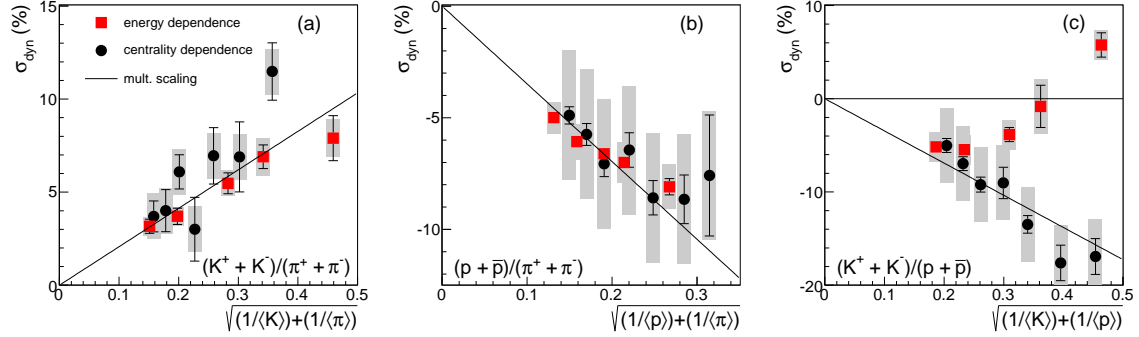 σdyn (%)
15
10
5
0
0
0.1
0.2
0.3
0.4
0.5
(a)
energy dependence
centrality dependence
mult. scaling
(K⁺ + K⁻)/(π⁺ + π⁻)
√(1/⟨K⟩)+(1/⟨π⟩)
σdyn (%)
0
-5
-10
0
0.1
0.2
0.3
(b)
(p + p̅)/(π⁺ + π⁻)
√(1/⟨p⟩)+(1/⟨π⟩)
σdyn (%)
10
0
-10
-20
0
0.1
0.2
0.3
0.4
0.5
(c)
(K⁺ + K⁻)/(p + p̅)
√(1/⟨K⟩)+(1/⟨p⟩)